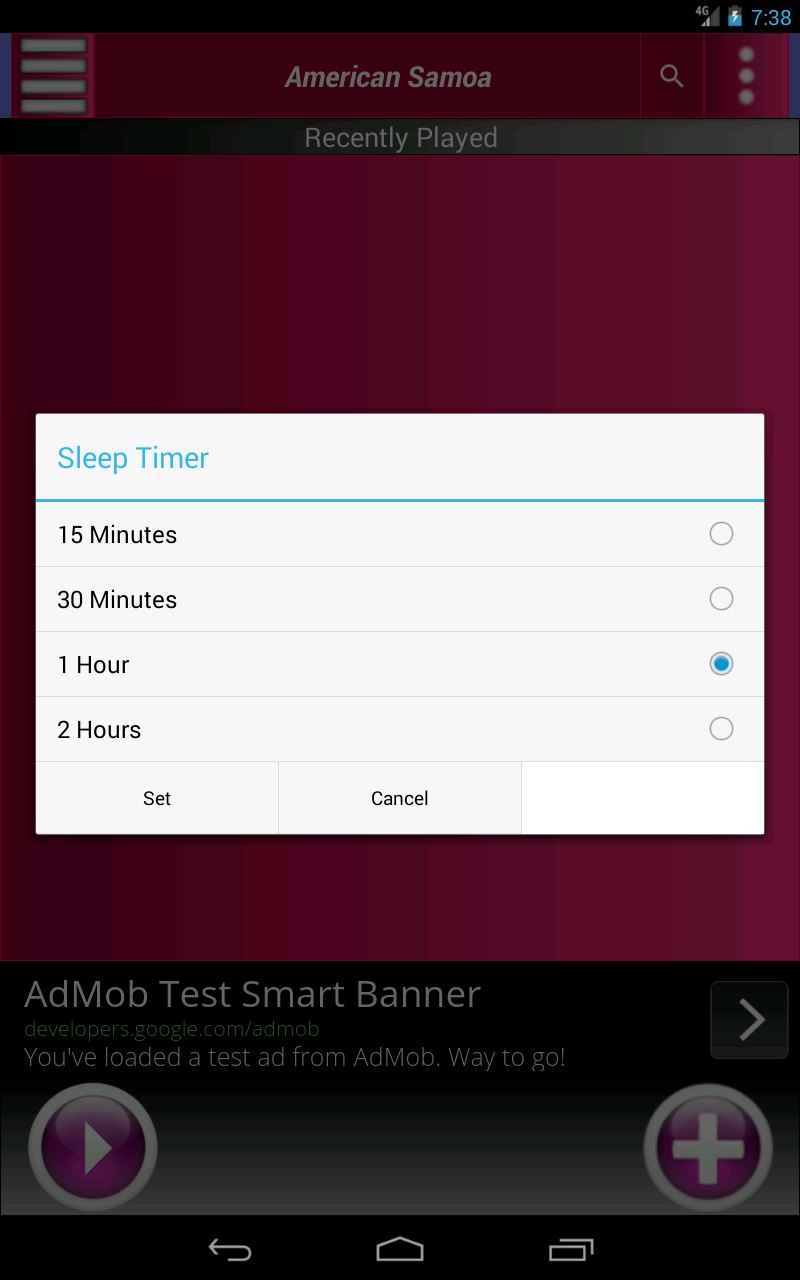 4G 7:38
American Samoa
Recently Played
Sleep Timer
15 Minutes
30 Minutes
1 Hour
2 Hours
Set Cancel
AdMob Test Smart Banner
developers.google.com/admob
You've loaded a test ad from AdMob. Way to go!